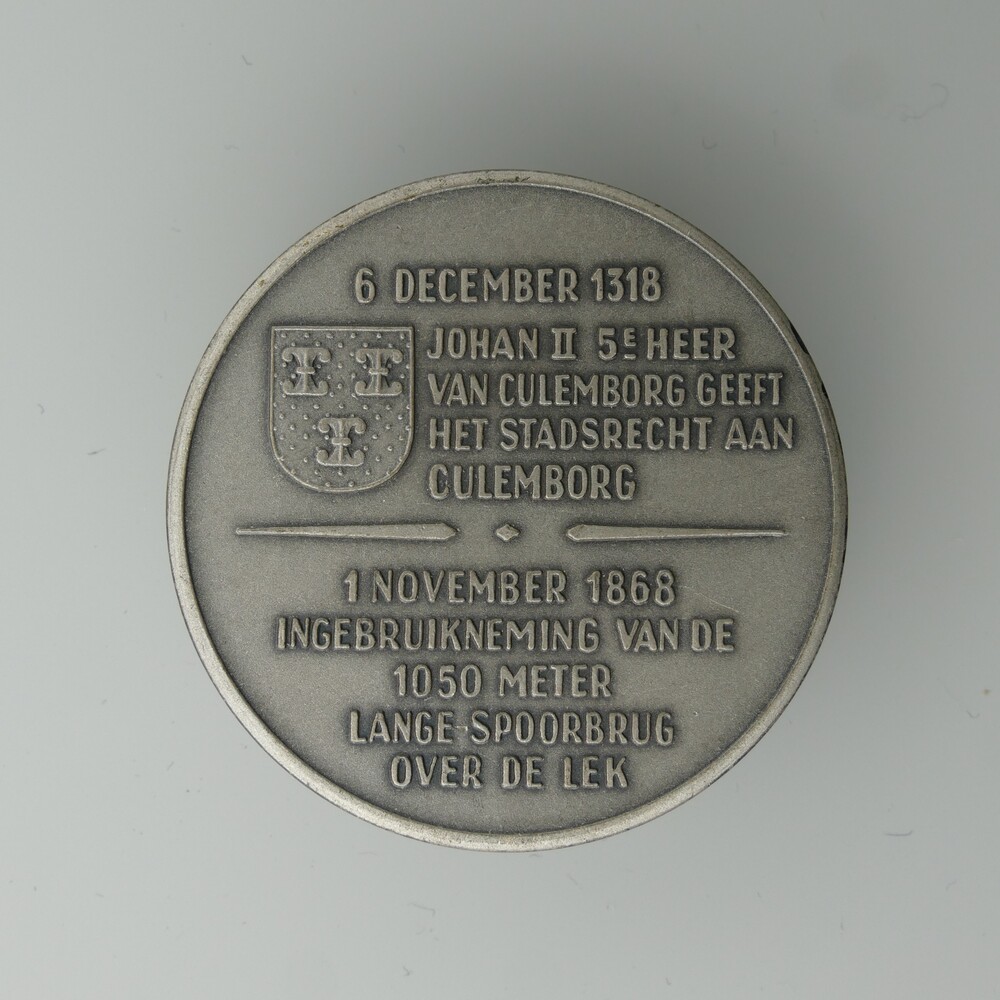 6 DECEMBER 1318
JOHAN II 5E HEER
VAN CULEMBORG GEEFT
HET STADSRECHT AAN
CULEMBORG
1 NOVEMBER 1868
INGEBRUIKNEMING VAN DE
1050 METER
LANGE SPOORBRUG
OVER DE LEK